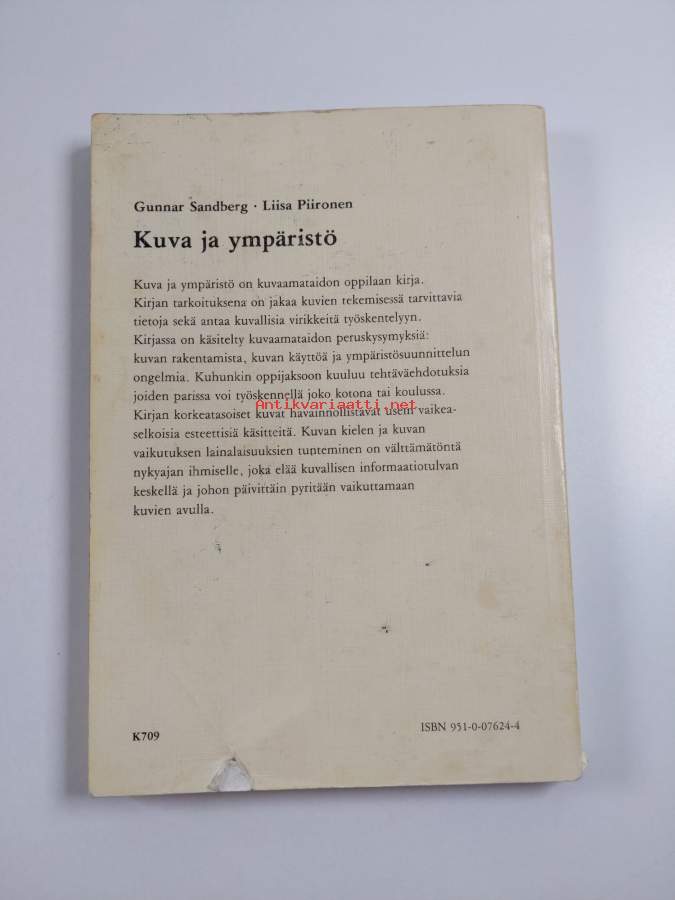 Gunnar Sandberg · Liisa Piironen
Kuva ja ympäristö
Kuva ja ympäristö on kuvaamataidon oppilaan kirja.
Kirjan tarkoituksena on jakaa kuvien tekemisessä tarvittavia
tietoja sekä antaa kuvallisia virikkeitä työskentelyyn.
Kirjassa on käsitelty kuvaamataidon peruskysymyksiä:
kuvan rakentamista, kuvan käyttöä ja ympäristösuunnittelun
ongelmia. Kuhunkin oppijaksoon kuuluu tehtäväehdotuksia
joiden parissa voi työskennellä joko kotona tai koulussa.
Antikvariaatti.net
Kirjan korkeatasoiset kuvat havainnollistavat usein vaikea-
selkoisia esteettisiä käsitteitä. Kuvan kielen ja kuvan
vaikutuksen lainalaisuuksien tunteminen on välttämätöntä
nykyajan ihmiselle, joka elää kuvallisen informaatiotulvan
keskellä ja johon päivittäin pyritään vaikuttamaan
kuvien avulla.
K709
ISBN 951-0-07624-4